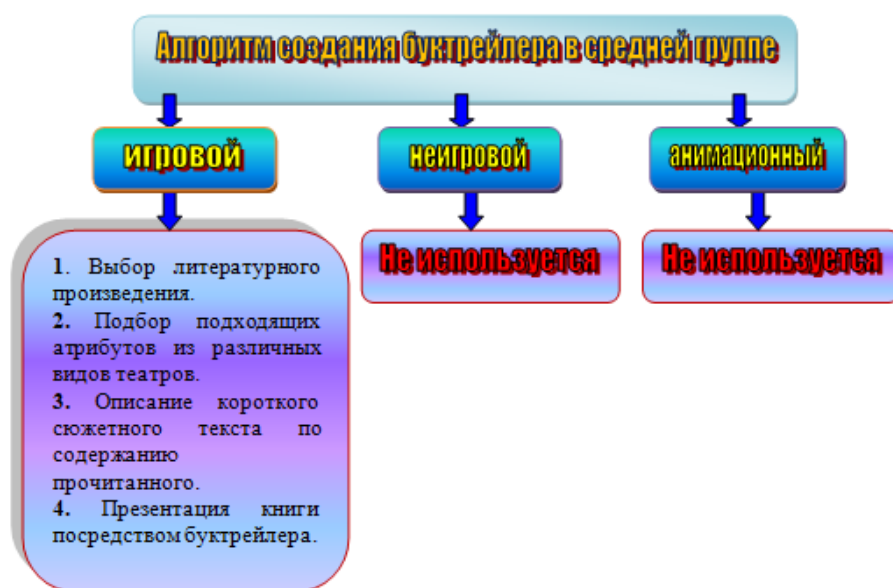 Алгоритм создания буктрейлера в средней группе
игровой
неигровой
анимационный
Не используется
Не используется
1. Выбор литературного
произведения.
2. Подбор подходящих
атрибутов из различных
видов театров.
3. Описание короткого
сюжетного текста по
содержанию
прочитанного.
4. Презентация книги
посредством буктрейлера.